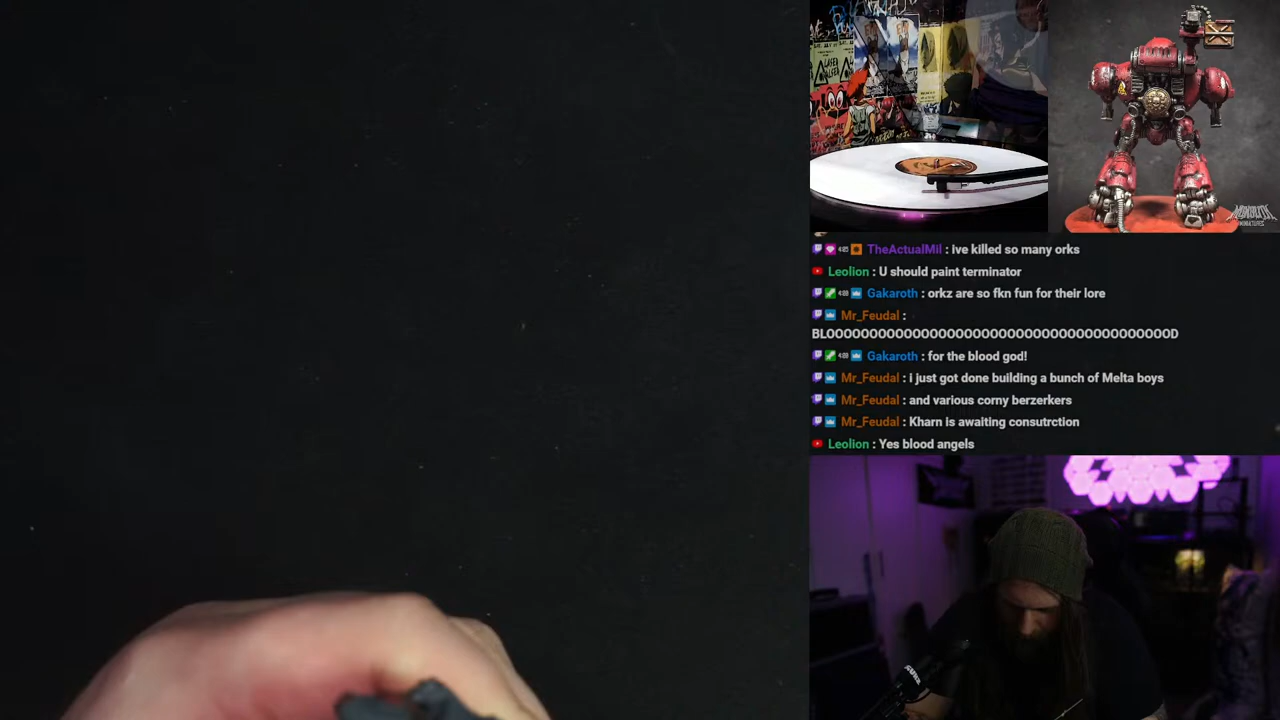 TheActualMil : ive killed so many orks
Leolion : U should paint terminator
Gakaroth : orkz are so fkn fun for their lore
Mr_Feudal :
BLOOOOOOOOOOOOOOOOOOOOOOOOOOOOOOOOOOOOOOOOOOD
Gakaroth : for the blood god!
Mr_Feudal : i just got done building a bunch of Melta boys
Mr_Feudal : and various corny berzerkers
Mr_Feudal : Kharn is awaiting consutrction
Leolion : Yes blood angels